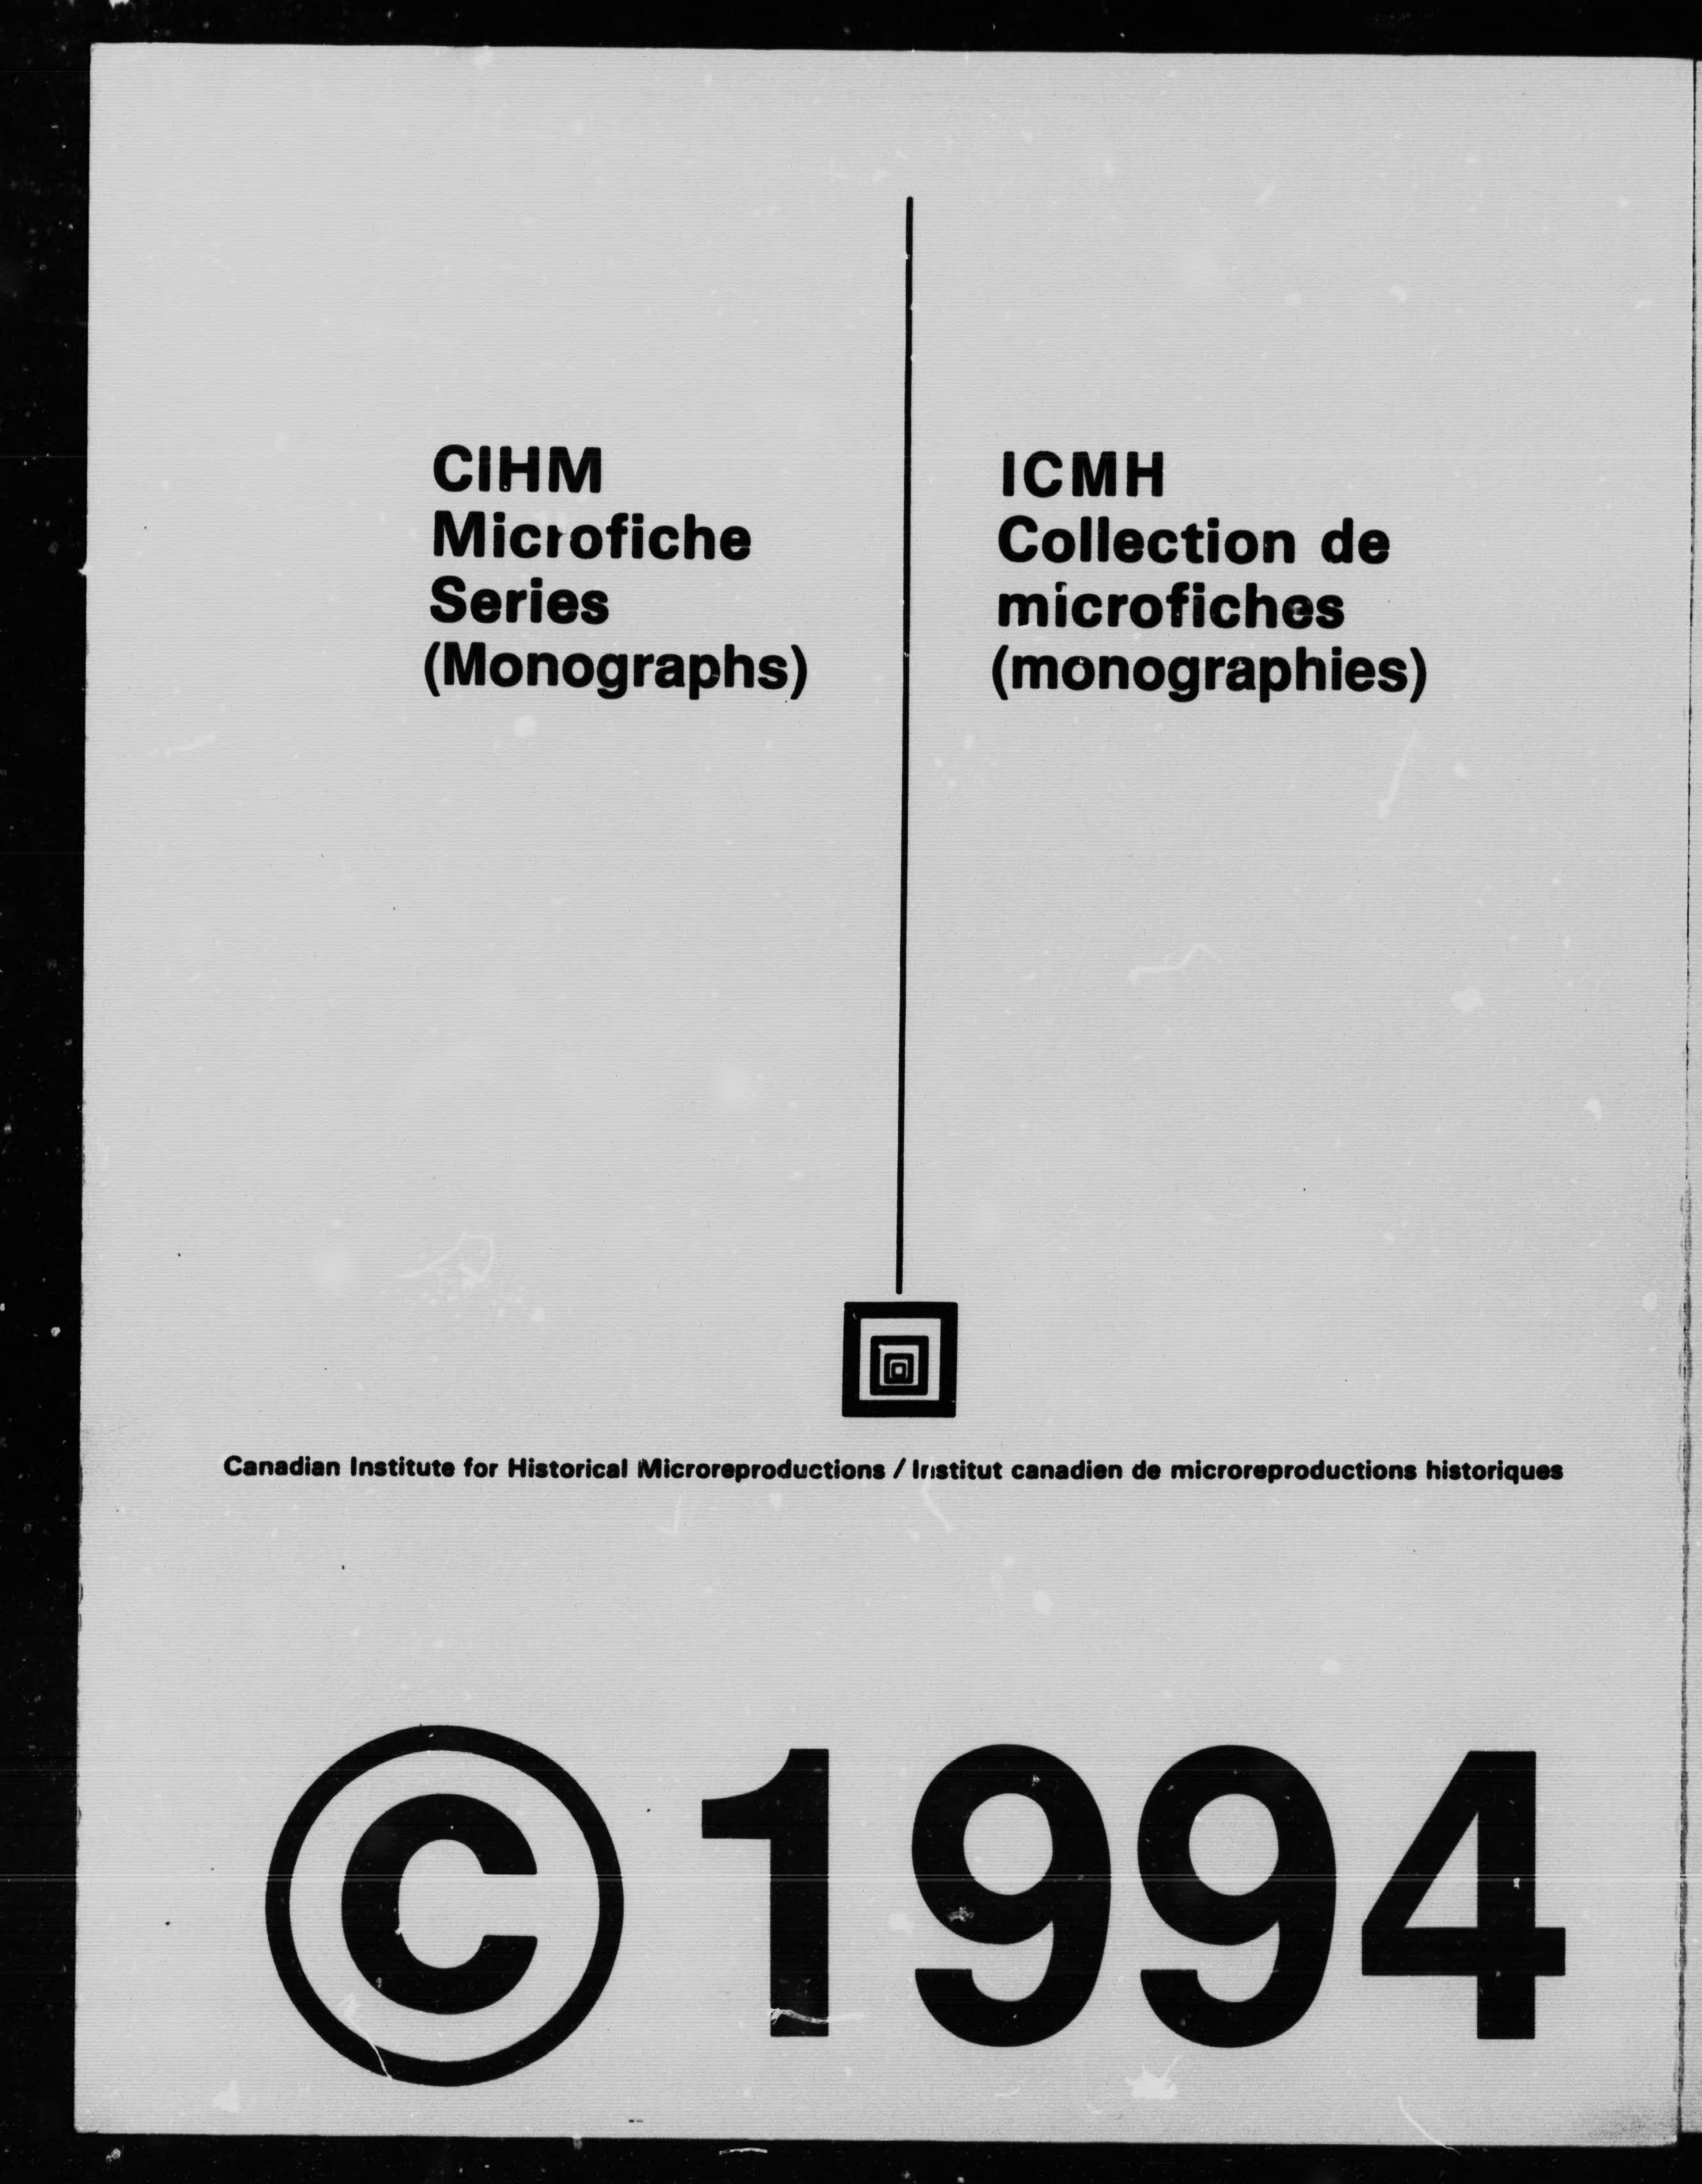 CIHM
Microfiche
Series
(Monographs)
ICMH
Collection de
microfiches
(monographies)
Canadian Institute for Historical Microreproductions / Institut canadien de microreproductions historiques
© 1994